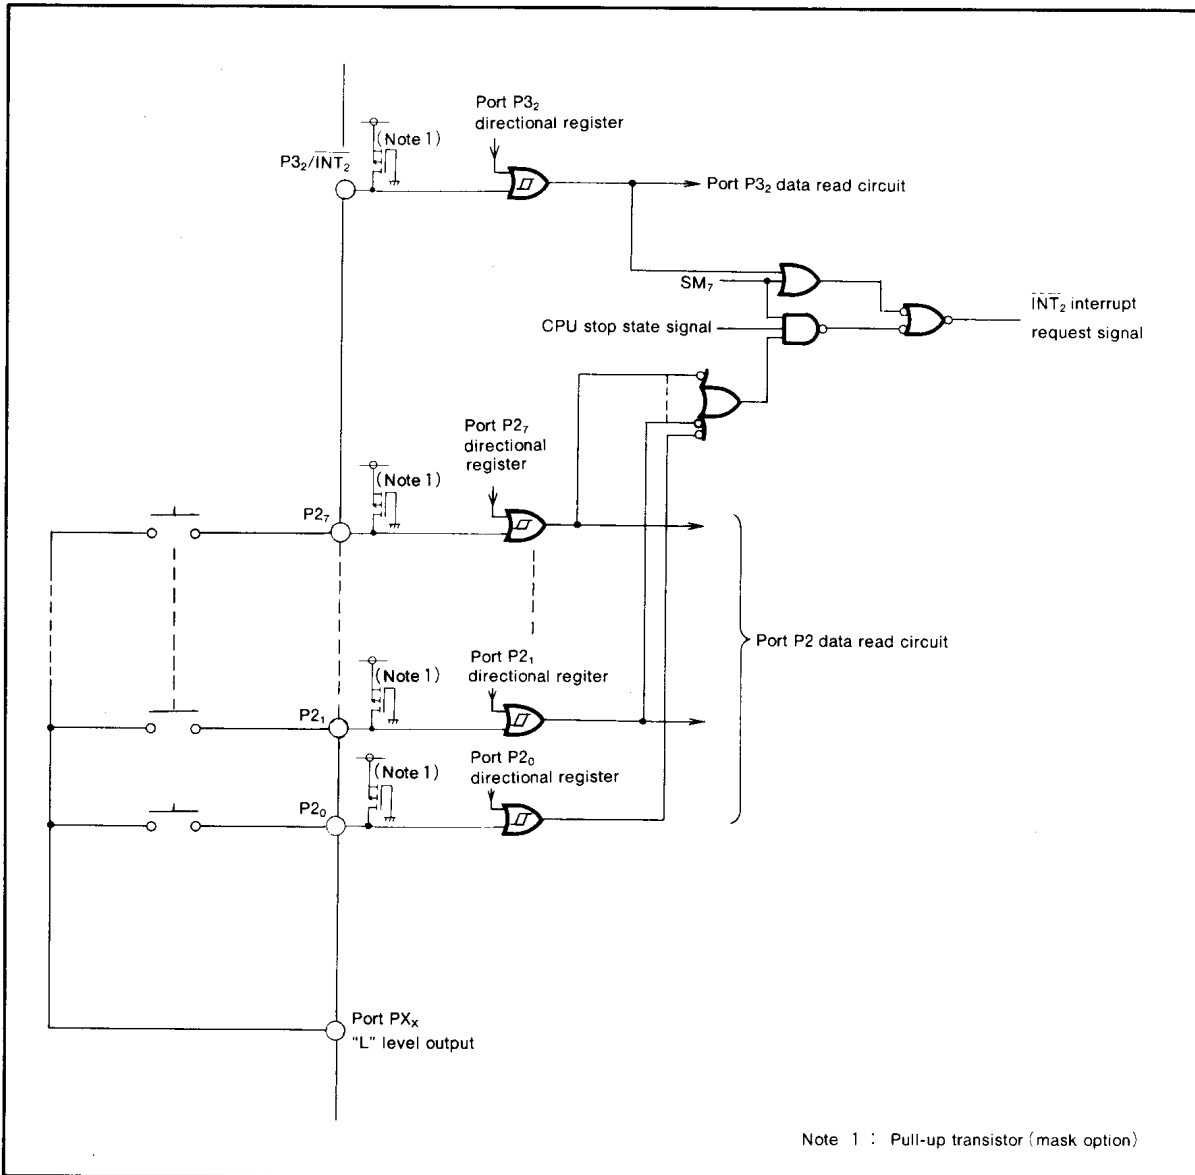 Port P3₂
directional register
(Note 1)
P3₂/I̅N̅T̅₂
Port P3₂ data read circuit
SM₇
I̅N̅T̅₂ interrupt
request signal
CPU stop state signal
Port P2₇
directional
register
(Note 1)
P2₇
Port P2 data read circuit
Port P2₁
directional regiter
(Note 1)
P2₁
Port P2₀
directional register
(Note 1)
P2₀
Port PXₓ
"L" level output
Note 1 : Pull-up transistor (mask option)